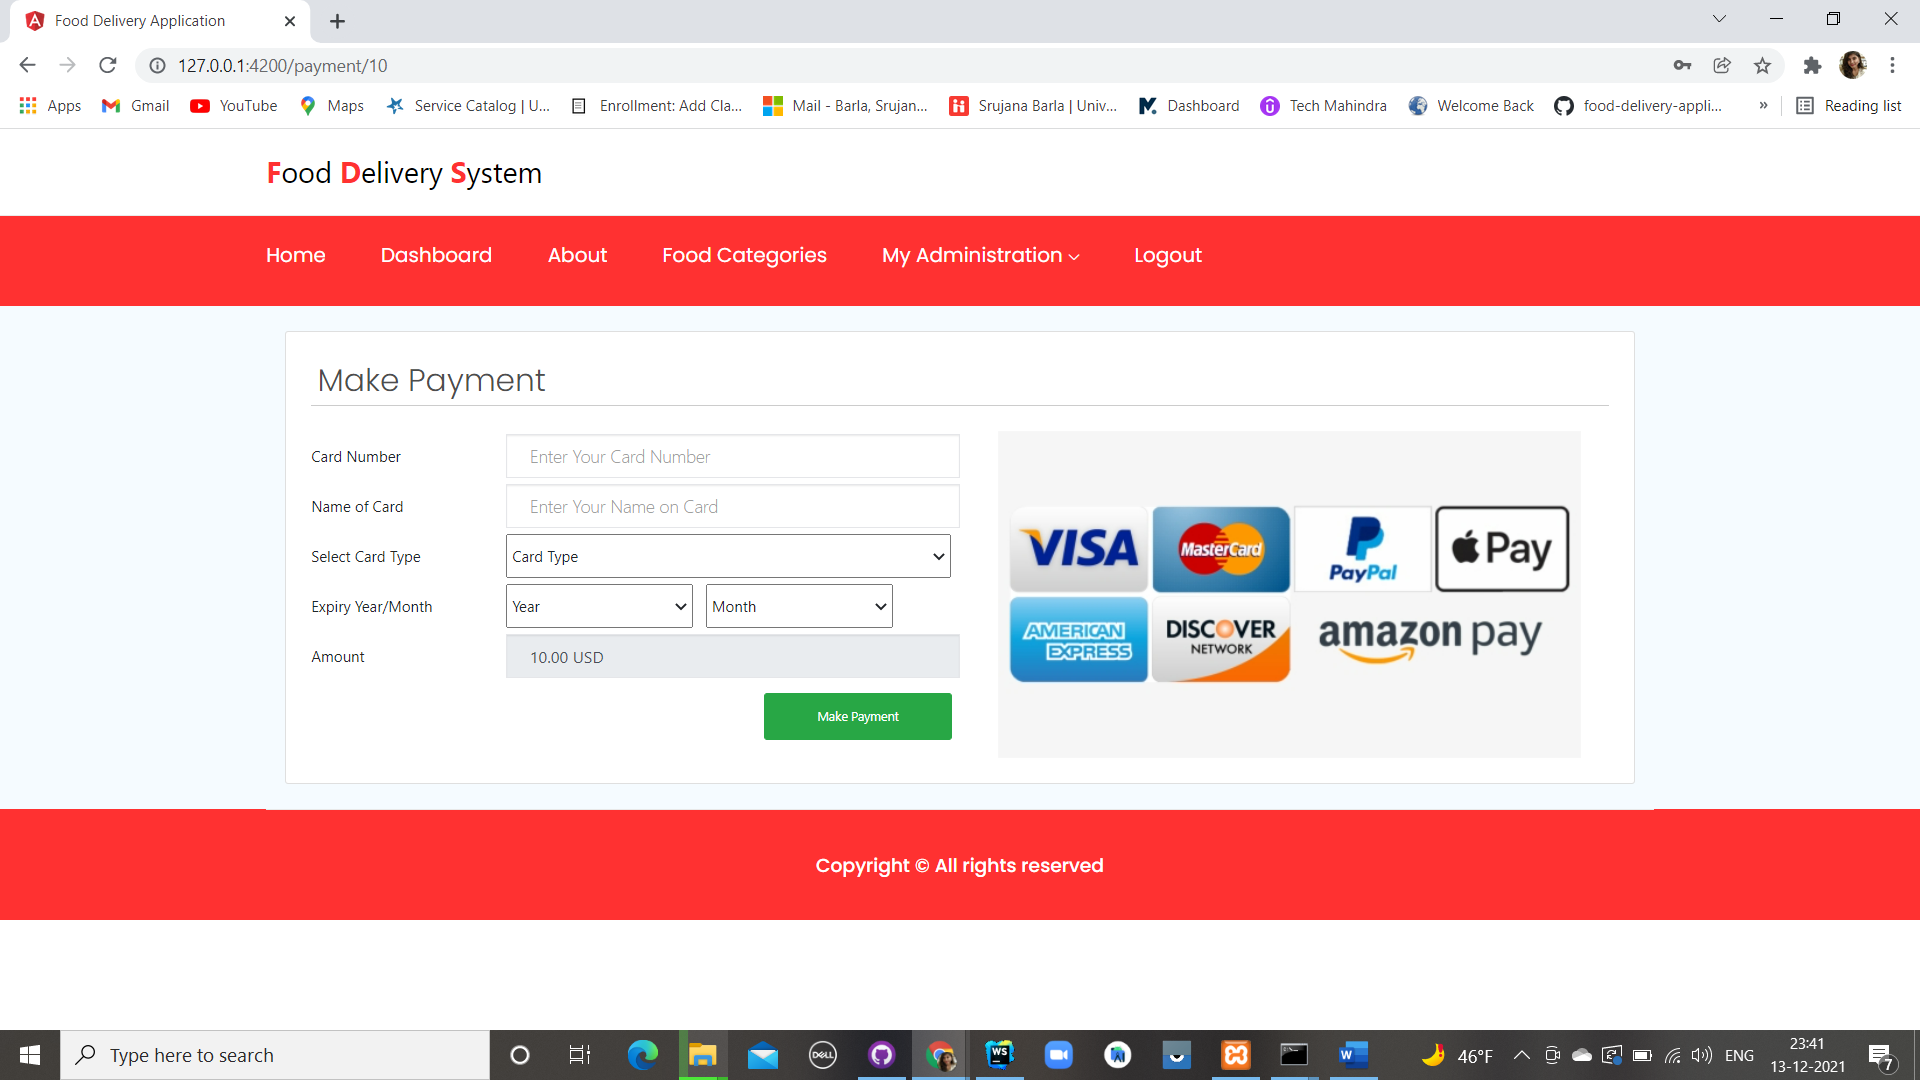 Food Delivery Application
127.0.0.1:4200/payment/10
Apps Gmail YouTube Maps Service Catalog | U... Enrollment: Add Cla... Mail - Barla, Srujan... Srujana Barla | Univ... Dashboard Tech Mahindra Welcome Back food-delivery-appli... » Reading list
Food Delivery System
Home Dashboard About Food Categories My Administration Logout
Make Payment
Card Number Enter Your Card Number
Name of Card Enter Your Name on Card
Select Card Type Card Type
Expiry Year/Month Year Month
Amount 10.00 USD
Make Payment
VISA MasterCard PayPal Pay
AMERICAN EXPRESS DISCOVER NETWORK amazon pay
Copyright © All rights reserved
Type here to search
DELL
WS
W
46°F
ENG
23:41
13-12-2021
7